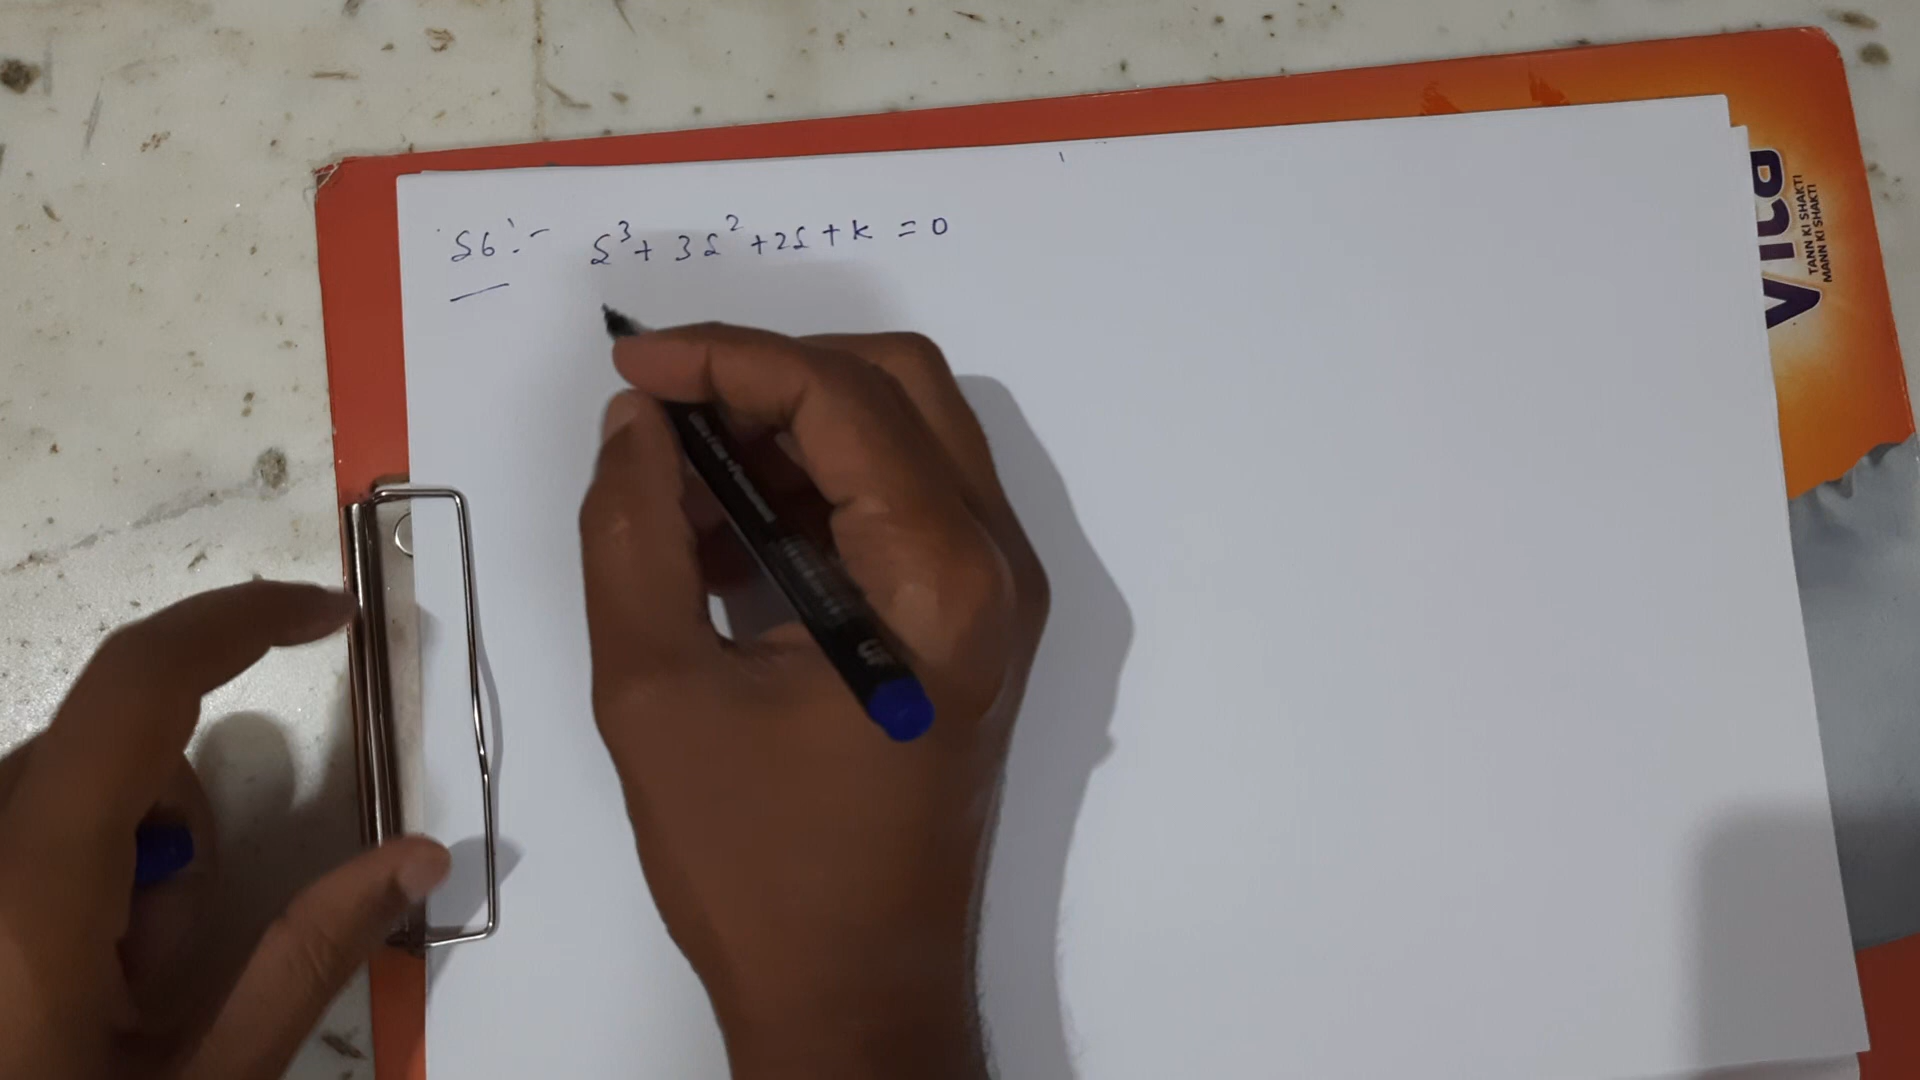 S6:- s³ + 3s² + 2s + k = 0
Vita
TANN KI SHAKTI
MANN KI SHAKTI